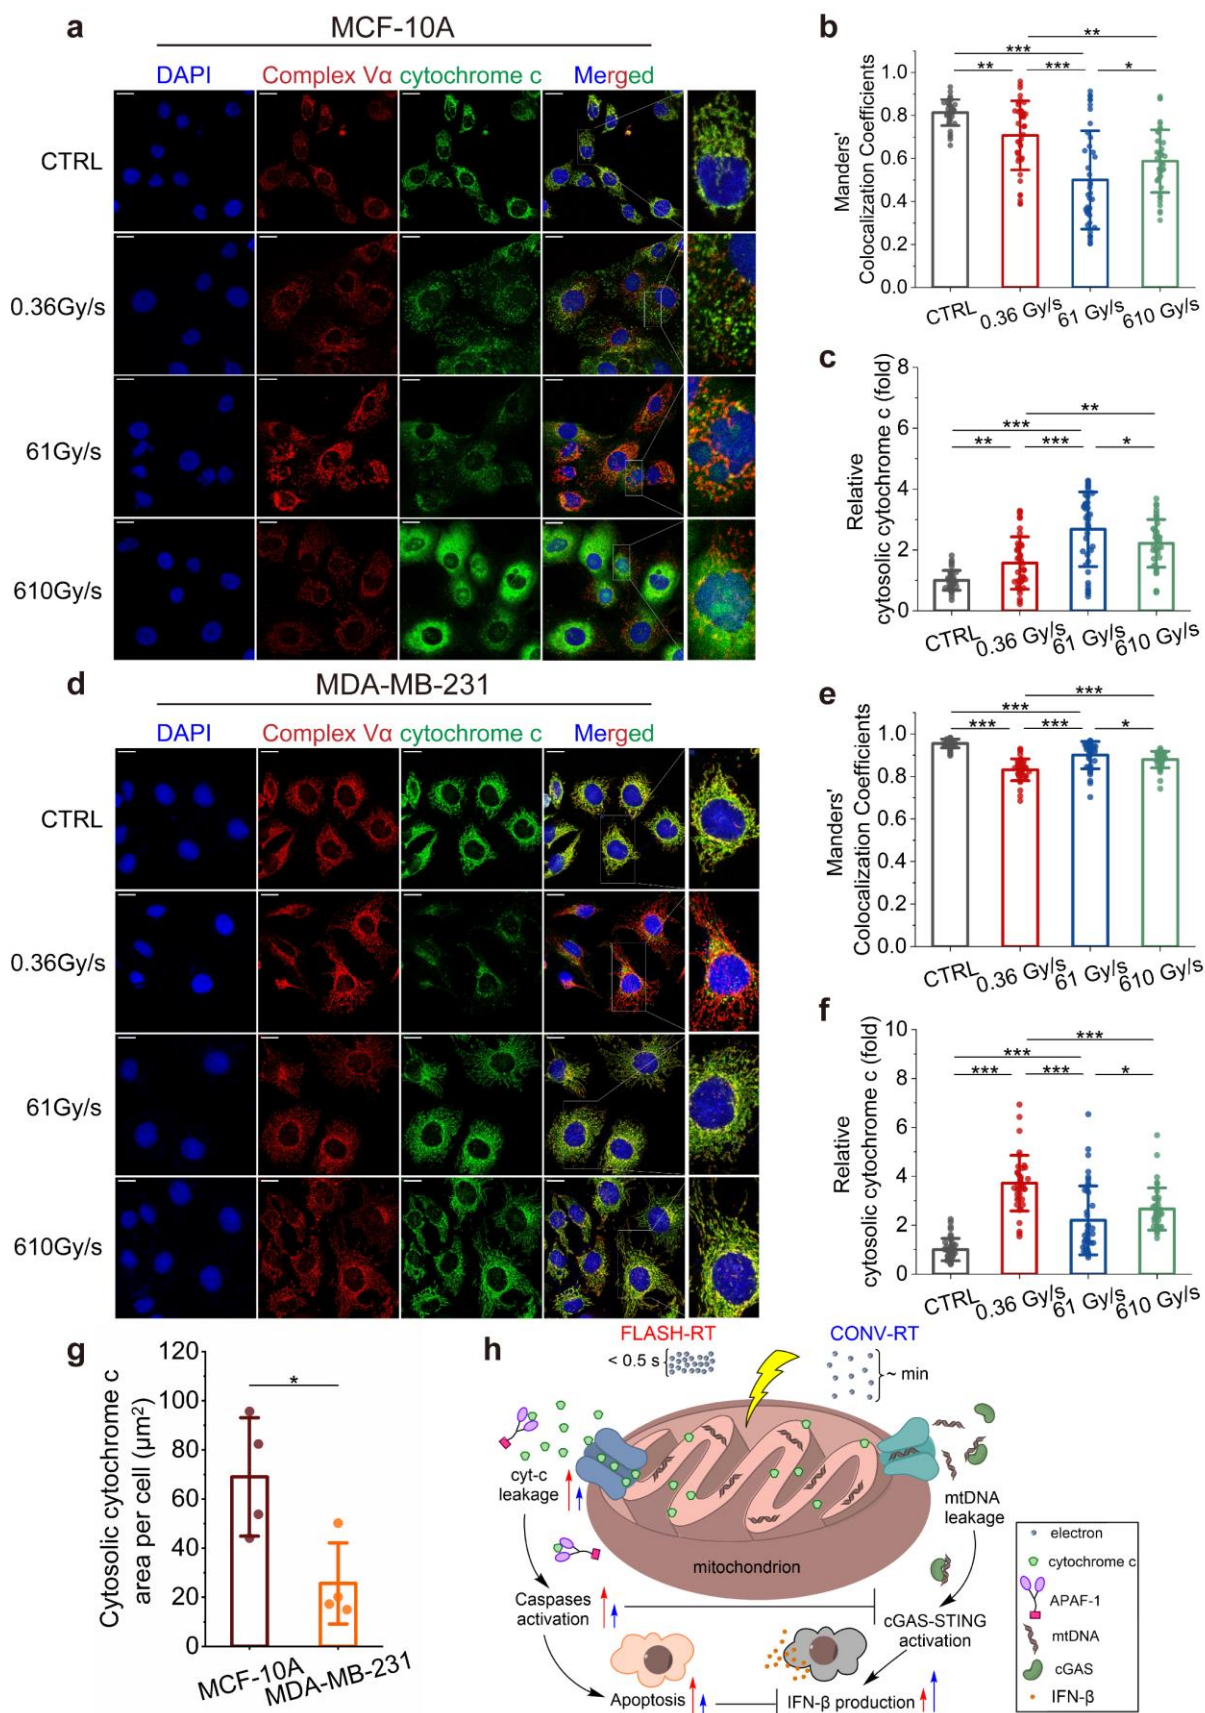 a
MCF-10A
DAPI Complex Vα cytochrome c Merged
CTRL
0.36Gy/s
61Gy/s
610Gy/s
b
Manders'
Colocalization Coefficients
1.0
0.8
0.6
0.4
0.2
0.0
**
***
** *** *
CTRL 0.36 Gy/s 61 Gy/s 610 Gy/s
c
Relative
cytosolic cytochrome c (fold)
8
6
4
2
0
**
***
** *** *
CTRL 0.36 Gy/s 61 Gy/s 610 Gy/s
d
MDA-MB-231
DAPI Complex Vα cytochrome c Merged
CTRL
0.36Gy/s
61Gy/s
610Gy/s
e
Manders'
Colocalization Coefficients
1.0
0.8
0.6
0.4
0.2
0.0
***
***
*** *** *
CTRL 0.36 Gy/s 61 Gy/s 610 Gy/s
f
Relative
cytosolic cytochrome c (fold)
10
8
6
4
2
0
***
***
*** *** *
CTRL 0.36 Gy/s 61 Gy/s 610 Gy/s
g
Cytosolic cytochrome c
area per cell (µm²)
120
100
80
60
40
20
0
*
MCF-10A MDA-MB-231
h
FLASH-RT CONV-RT
< 0.5 s ~ min
cyt-c
leakage
mtDNA
leakage
mitochondrion
Caspases
activation
cGAS-STING
activation
Apoptosis IFN-β production
electron
cytochrome c
APAF-1
mtDNA
cGAS
IFN-β